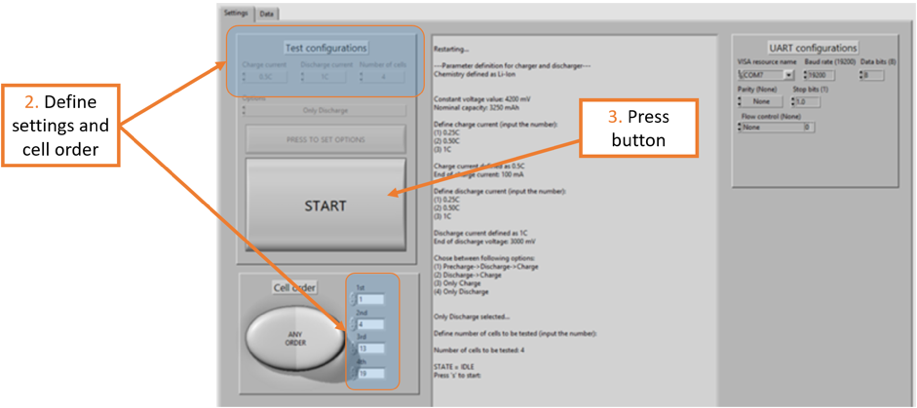 Settings
Data
2. Define
settings and
cell order
Test configurations
Charge current Discharge current Number of cells
0.5C 1C 4
Options
Only Discharge
PRESS TO SET OPTIONS
START
Cell order
ANY
ORDER
1st
1
2nd
4
3rd
13
4th
19
Restarting...
----Parameter definition for charger and discharger----
Chemistry defined as Li-Ion
Constant voltage value: 4200 mV
Nominal capacity: 3250 mAh
Define charge current (input the number):
(1) 0.25C
(2) 0.50C
(3) 1C
Charge current defined as 0.5C
End of charge current: 100 mA
Define discharge current (input the number):
(1) 0.25C
(2) 0.50C
(3) 1C
Discharge current defined as 1C
End of discharge voltage: 3000 mV
Chose between following options:
(1) Precharge->Discharge->Charge
(2) Discharge->Charge
(3) Only Charge
(4) Only Discharge
Only Discharge selected...
Define number of cells to be tested (input the number):
Number of cells to be tested: 4
STATE = IDLE
Press 's' to start:
3. Press
button
UART configurations
VISA resource name Baud rate (19200) Data bits (8)
COM7 19200 8
Parity (None) Stop bits (1)
None 1.0
Flow control (None)
None 0